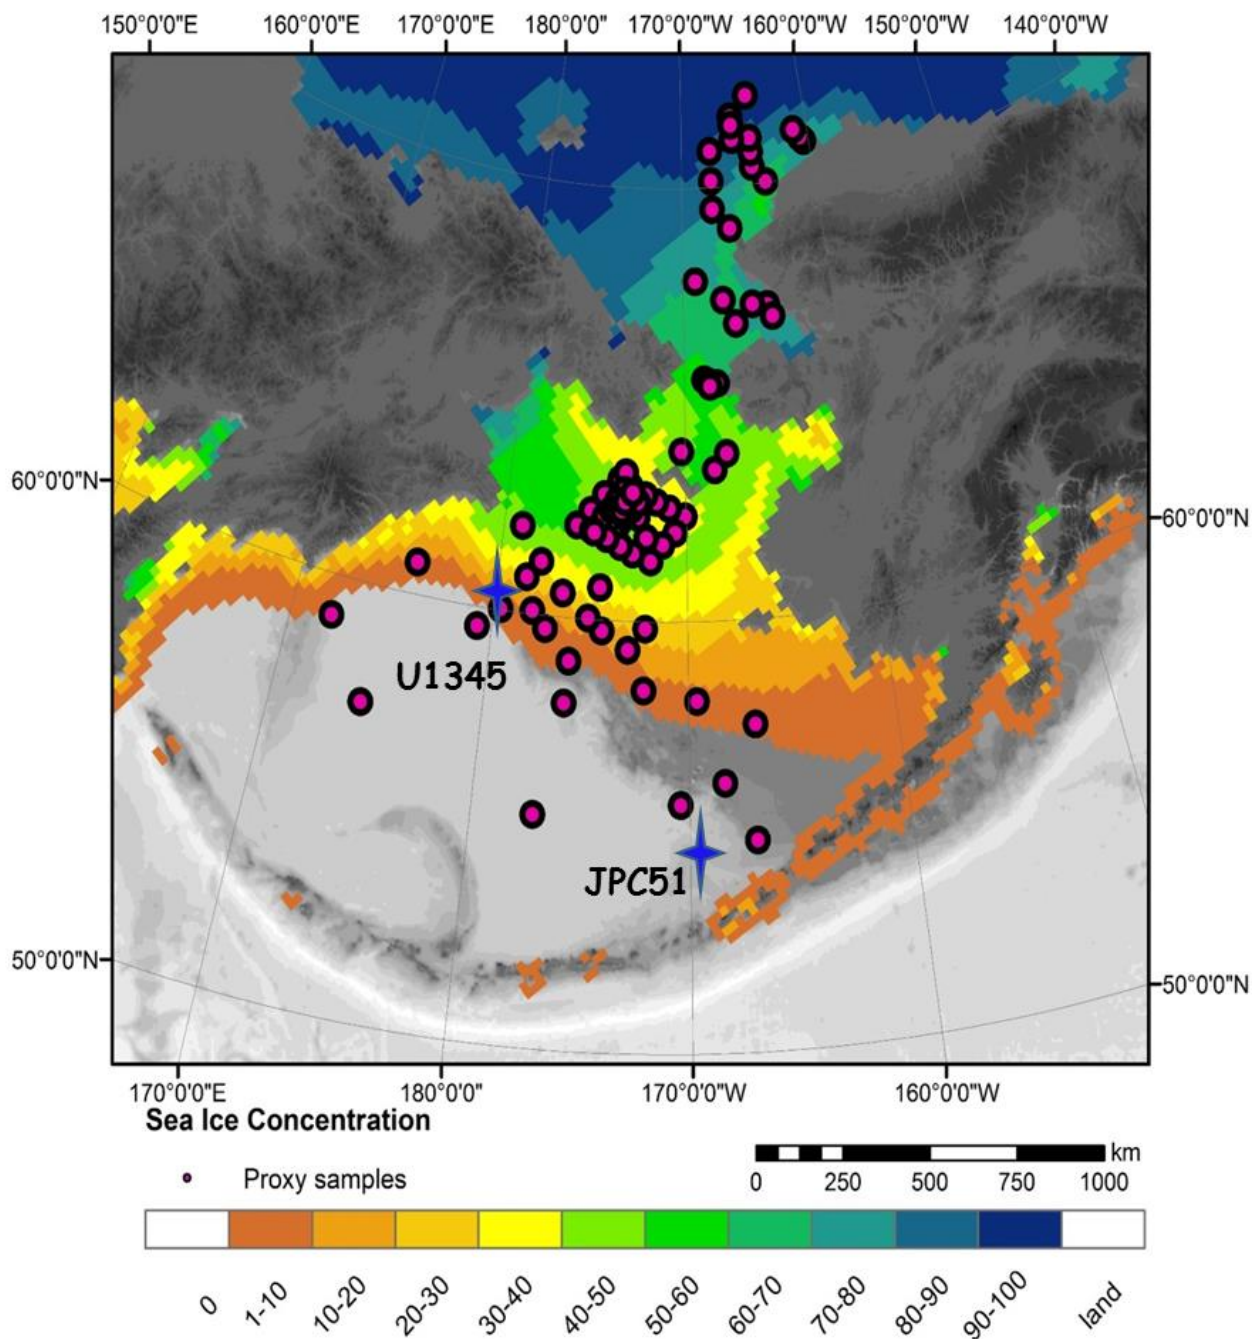 150°0'0"E 160°0'0"E 170°0'0"E 180°0'0" 170°0'0"W 160°0'0"W 150°0'0"W 140°0'0"W
60°0'0"N
60°0'0"N
U1345
JPC51
50°0'0"N
50°0'0"N
170°0'0"E 180°0'0" 170°0'0"W 160°0'0"W
Sea Ice Concentration
Proxy samples
km
0 250 500 750 1000
0 1-10 10-20 20-30 30-40 40-50 50-60 60-70 70-80 80-90 90-100 land